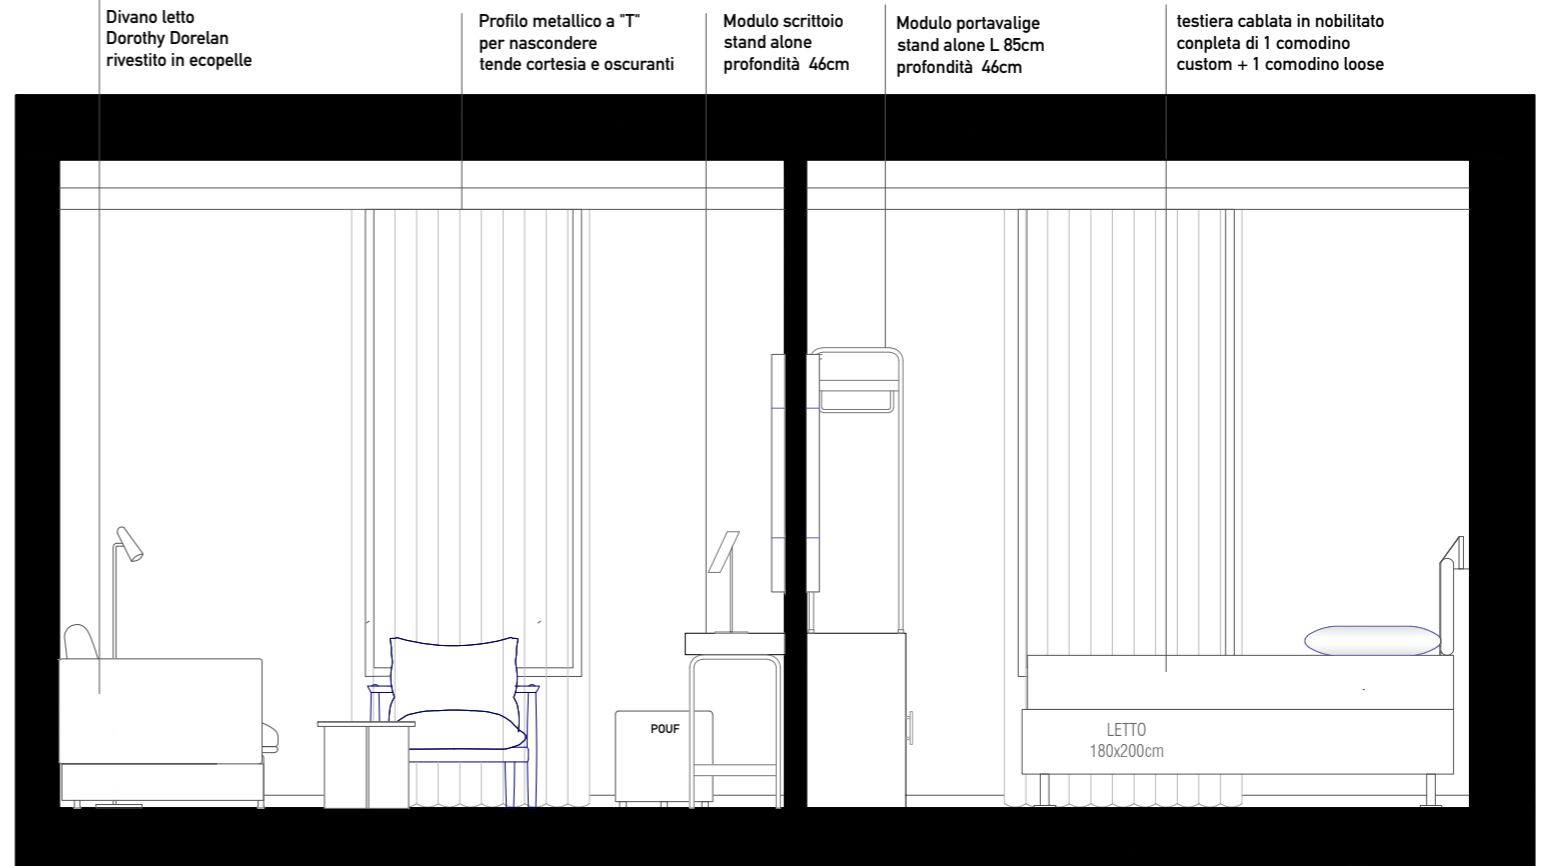 Divano letto
Dorothy Dorelan
rivestito in ecopelle
Profilo metallico a "T"
per nascondere
tende cortesia e oscuranti
Modulo scrittoio
stand alone
profondità 46cm
Modulo portavalige
stand alone L 85cm
profondità 46cm
testiera cablata in nobilitato
conpleta di 1 comodino
custom + 1 comodino loose
POUF
LETTO
180x200cm